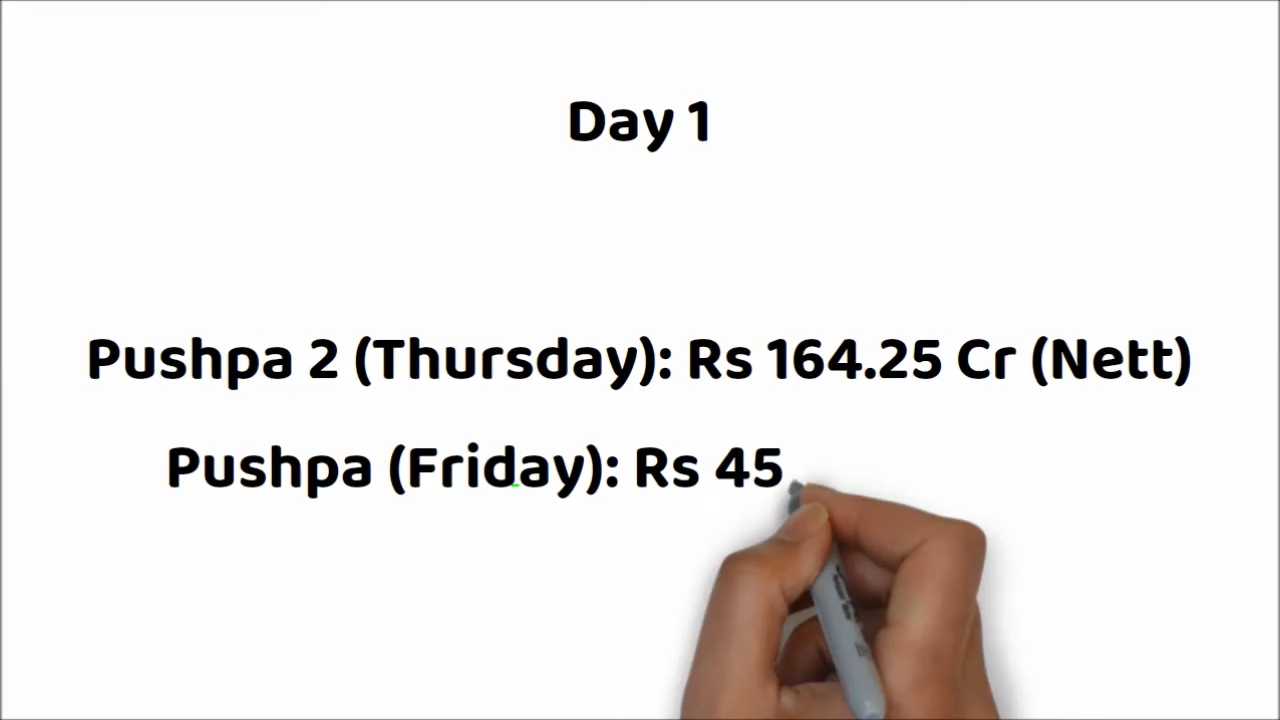 Day 1
Pushpa 2 (Thursday): Rs 164.25 Cr (Nett)
Pushpa (Friday): Rs 45